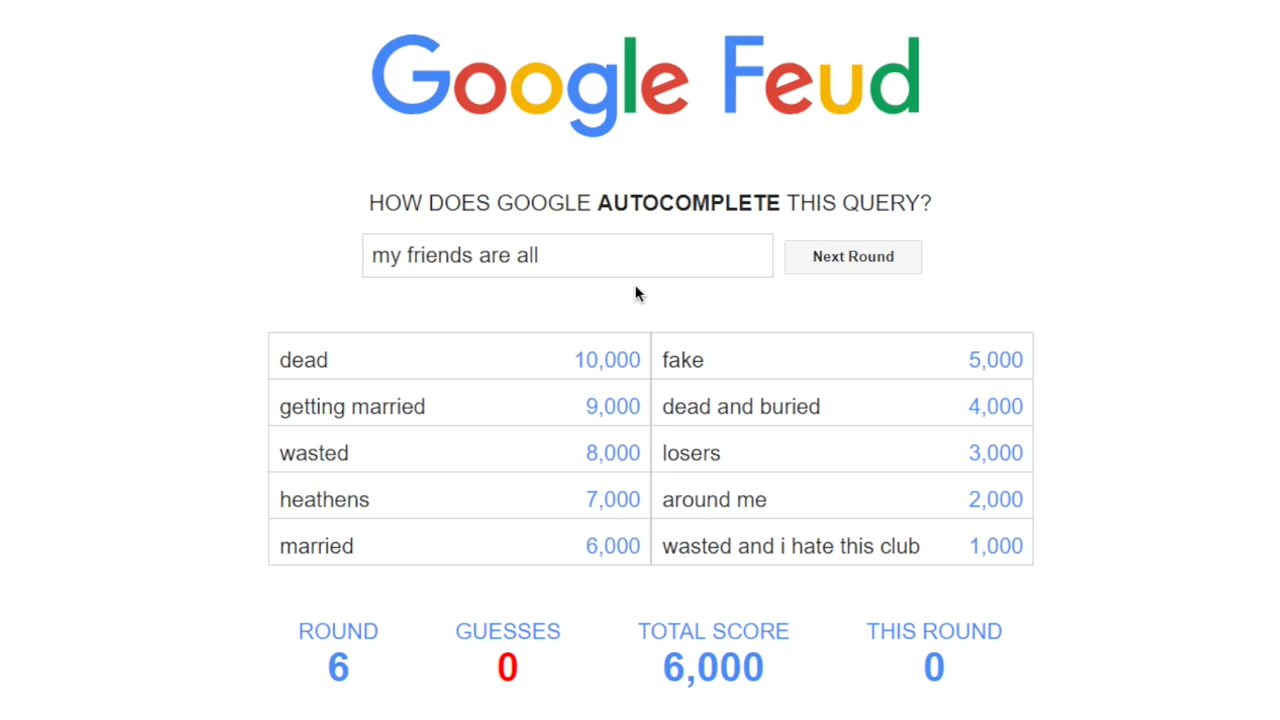 Google Feud
HOW DOES GOOGLE AUTOCOMPLETE THIS QUERY?
my friends are all
Next Round
dead 10,000 fake 5,000
getting married 9,000 dead and buried 4,000
wasted 8,000 losers 3,000
heathens 7,000 around me 2,000
married 6,000 wasted and i hate this club 1,000
ROUND GUESSES TOTAL SCORE THIS ROUND
6 0 6,000 0